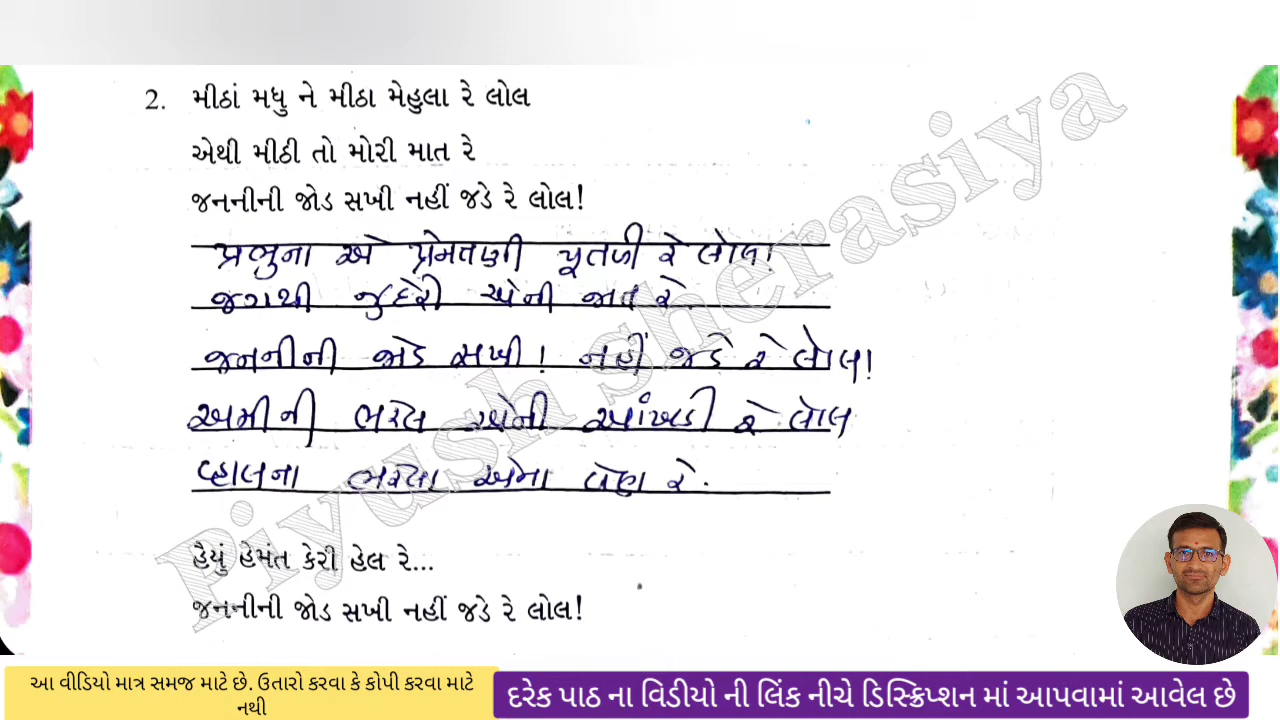 2. મીઠાં મધુ ને મીઠા મેહુલા રે લોલ
એથી મીઠી તો મોરી માત રે
જનનીની જોડ સખી નહીં જડે રે લોલ!
પ્રભુના એ પ્રેમતણી પૂતળી રે લોલ!
જગથી જુદેરી એની જાત રે.
જનનીની જોડ સખી! નહીં જડે રે લોલ!
અમીની ભરેલ એની આંખડી રે લોલ
વ્હાલના ભરેલા એના વેણ રે.
હૈયું હેમંત કેરી હેલ રે...
જનનીની જોડ સખી નહીં જડે રે લોલ!
Piyush sherasiya
આ વીડિયો માત્ર સમજ માટે છે. ઉતારો કરવા કે કોપી કરવા માટે
નથી
દરેક પાઠ ના વિડીયો ની લિંક નીચે ડિસ્ક્રિપ્શન માં આપવામાં આવેલ છે